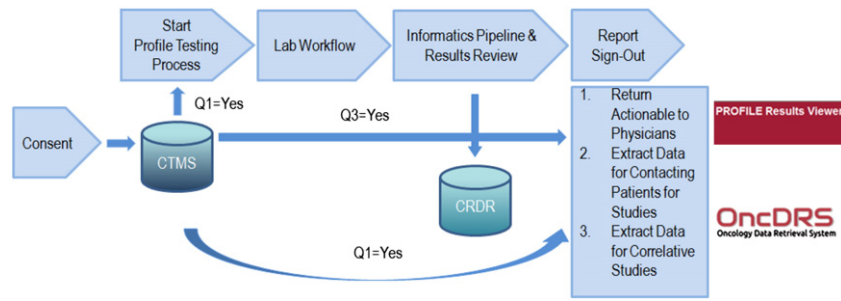 Start
Profile Testing
Process
Lab Workflow
Informatics Pipeline &
Results Review
Report
Sign-Out
Q1=Yes
Q3=Yes
Consent
CTMS
CRDR
Q1=Yes
1. Return
Actionable to
Physicians
2. Extract Data
for Contacting
Patients for
Studies
3. Extract Data
for Correlative
Studies
PROFILE Results Viewer
OncDRS
Oncology Data Retrieval System